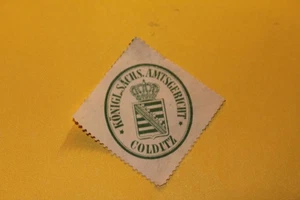 • KÖNIGL. SÄCHS. AMTSGERICHT •
COLDITZ